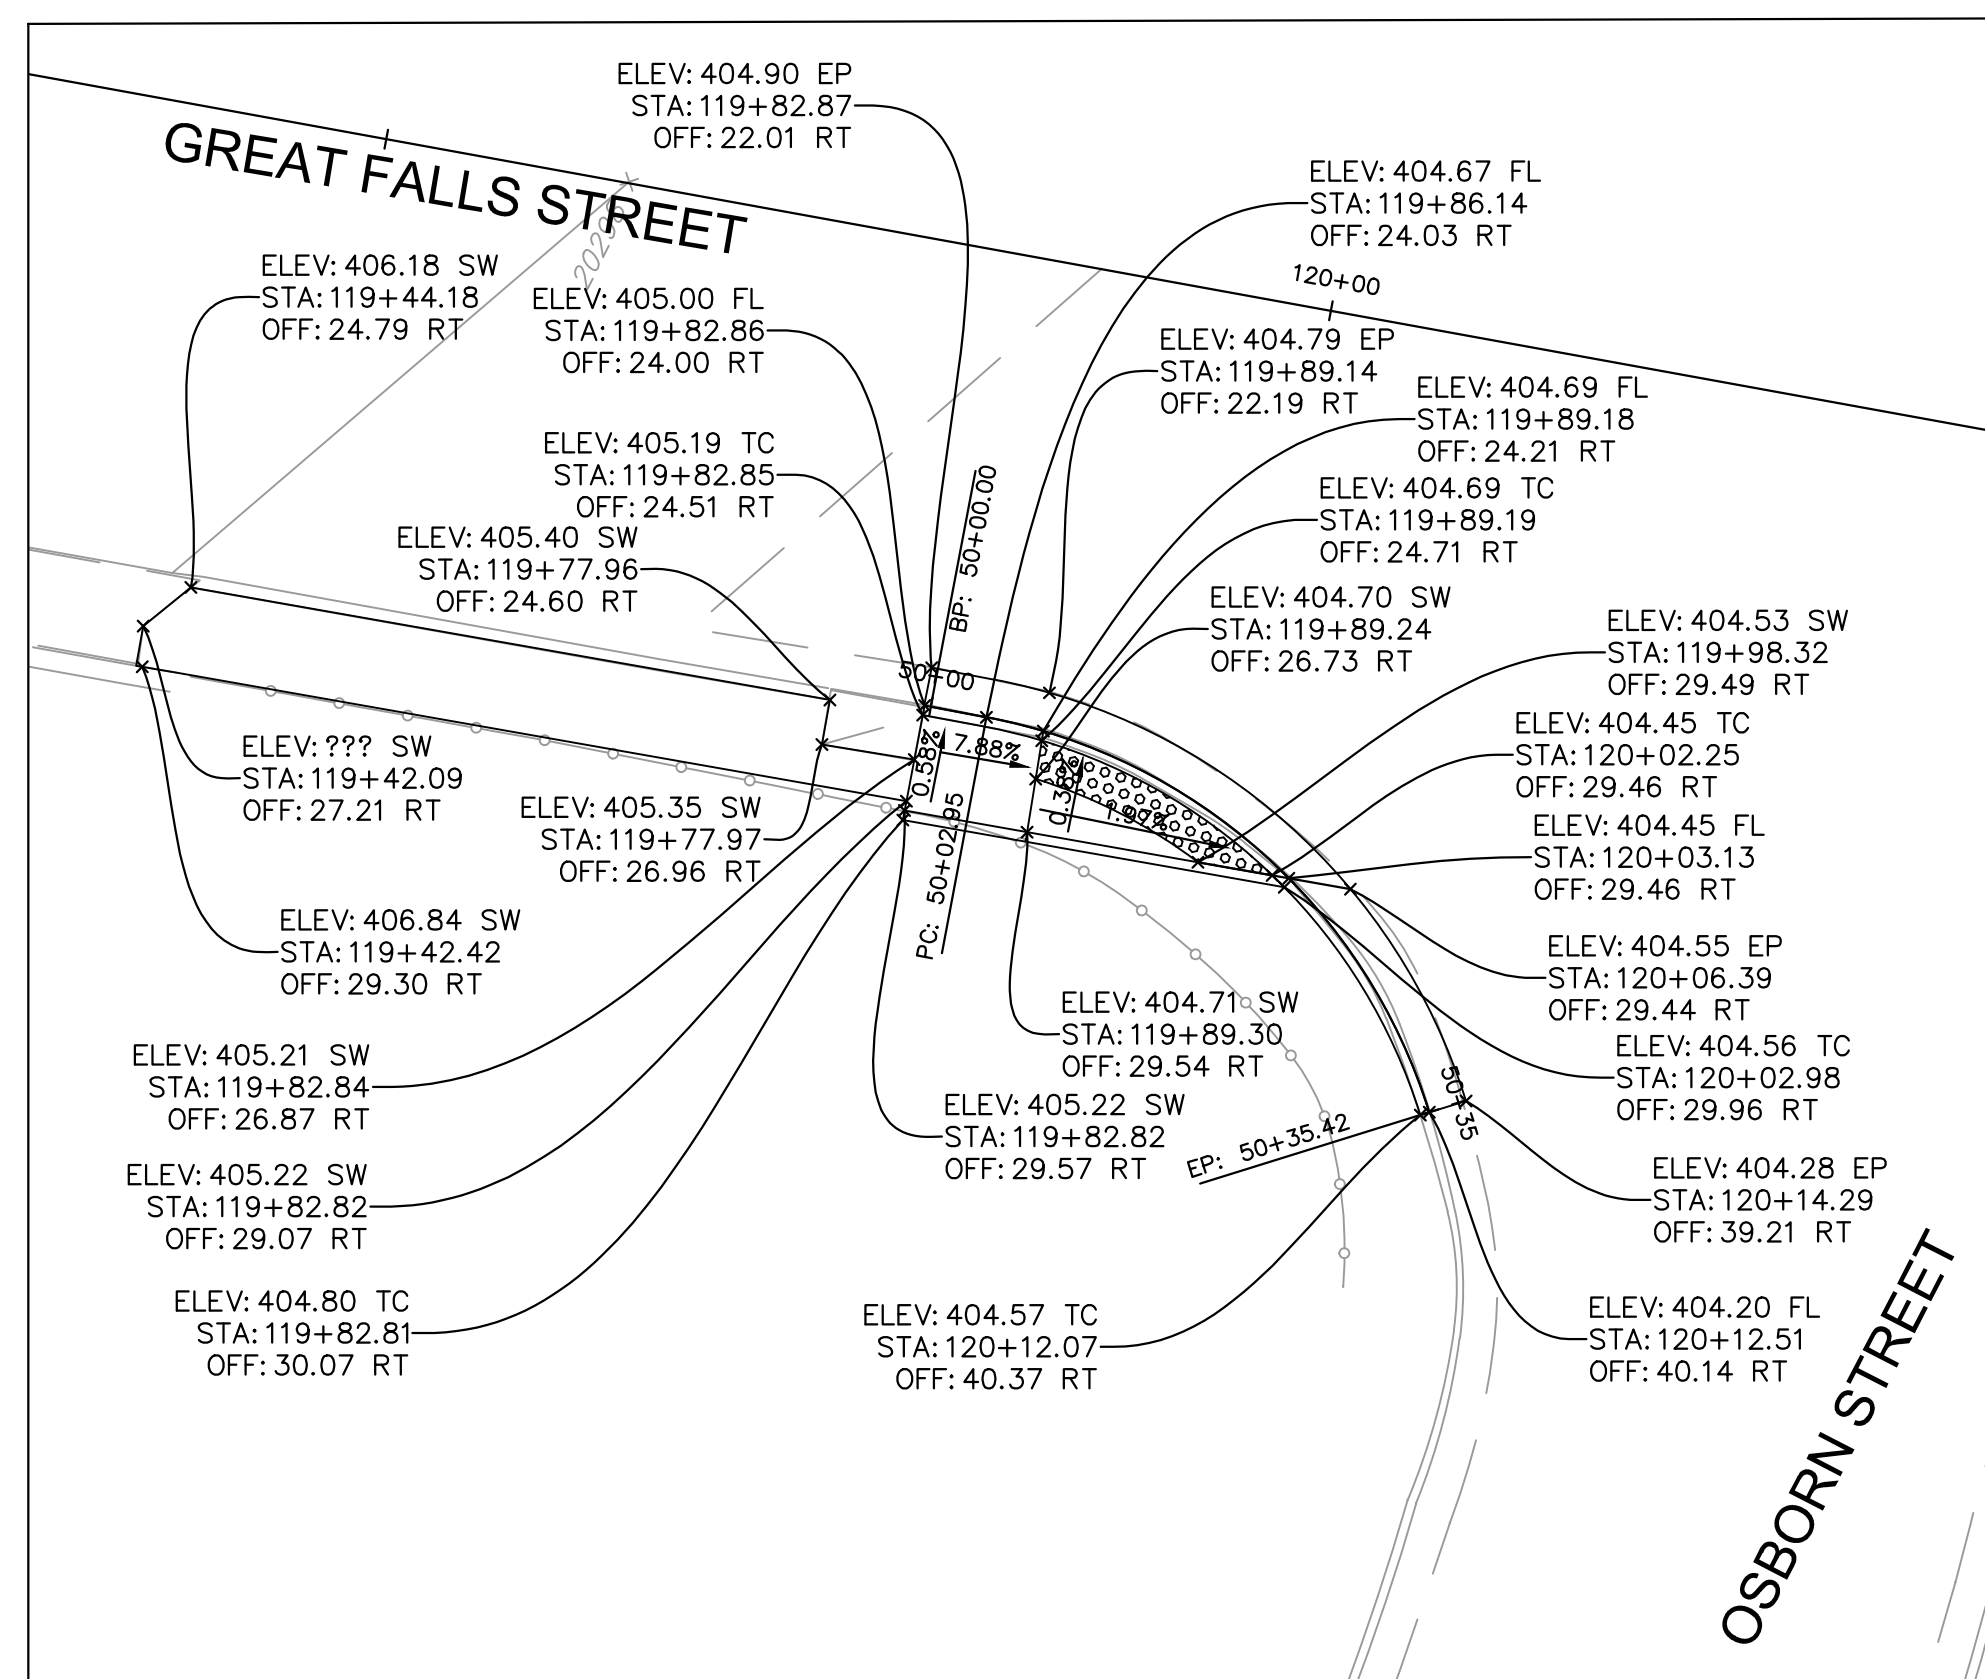 ELEV: 404.90 EP
STA: 119+82.87
OFF: 22.01 RT
GREAT FALLS STREET
ELEV: 404.67 FL
STA: 119+86.14
OFF: 24.03 RT
120+00
ELEV: 406.18 SW
STA: 119+44.18
OFF: 24.79 RT
ELEV: 405.00 FL
STA: 119+82.86
OFF: 24.00 RT
ELEV: 404.79 EP
STA: 119+89.14
OFF: 22.19 RT
ELEV: 404.69 FL
STA: 119+89.18
OFF: 24.21 RT
ELEV: 405.19 TC
STA: 119+82.85
OFF: 24.51 RT
ELEV: 404.69 TC
STA: 119+89.19
OFF: 24.71 RT
BP: 50+00.00
ELEV: 405.40 SW
STA: 119+77.96
OFF: 24.60 RT
ELEV: 404.70 SW
STA: 119+89.24
OFF: 26.73 RT
ELEV: 404.53 SW
STA: 119+98.32
OFF: 29.49 RT
50+00
ELEV: ??? SW
STA: 119+42.09
OFF: 27.21 RT
0.58%
7.88%
1.97%
ELEV: 404.45 TC
STA: 120+02.25
OFF: 29.46 RT
ELEV: 405.35 SW
STA: 119+77.97
OFF: 26.96 RT
PC: 50+02.95
ELEV: 404.45 FL
STA: 120+03.13
OFF: 29.46 RT
ELEV: 406.84 SW
STA: 119+42.42
OFF: 29.30 RT
ELEV: 404.55 EP
STA: 120+06.39
OFF: 29.44 RT
ELEV: 404.71 SW
STA: 119+89.30
OFF: 29.54 RT
ELEV: 405.21 SW
STA: 119+82.84
OFF: 26.87 RT
ELEV: 404.56 TC
STA: 120+02.98
OFF: 29.96 RT
50+35
ELEV: 405.22 SW
STA: 119+82.82
OFF: 29.57 RT
EP: 50+35.42
ELEV: 405.22 SW
STA: 119+82.82
OFF: 29.07 RT
ELEV: 404.28 EP
STA: 120+14.29
OFF: 39.21 RT
ELEV: 404.80 TC
STA: 119+82.81
OFF: 30.07 RT
ELEV: 404.57 TC
STA: 120+12.07
OFF: 40.37 RT
ELEV: 404.20 FL
STA: 120+12.51
OFF: 40.14 RT
OSBORN STREET